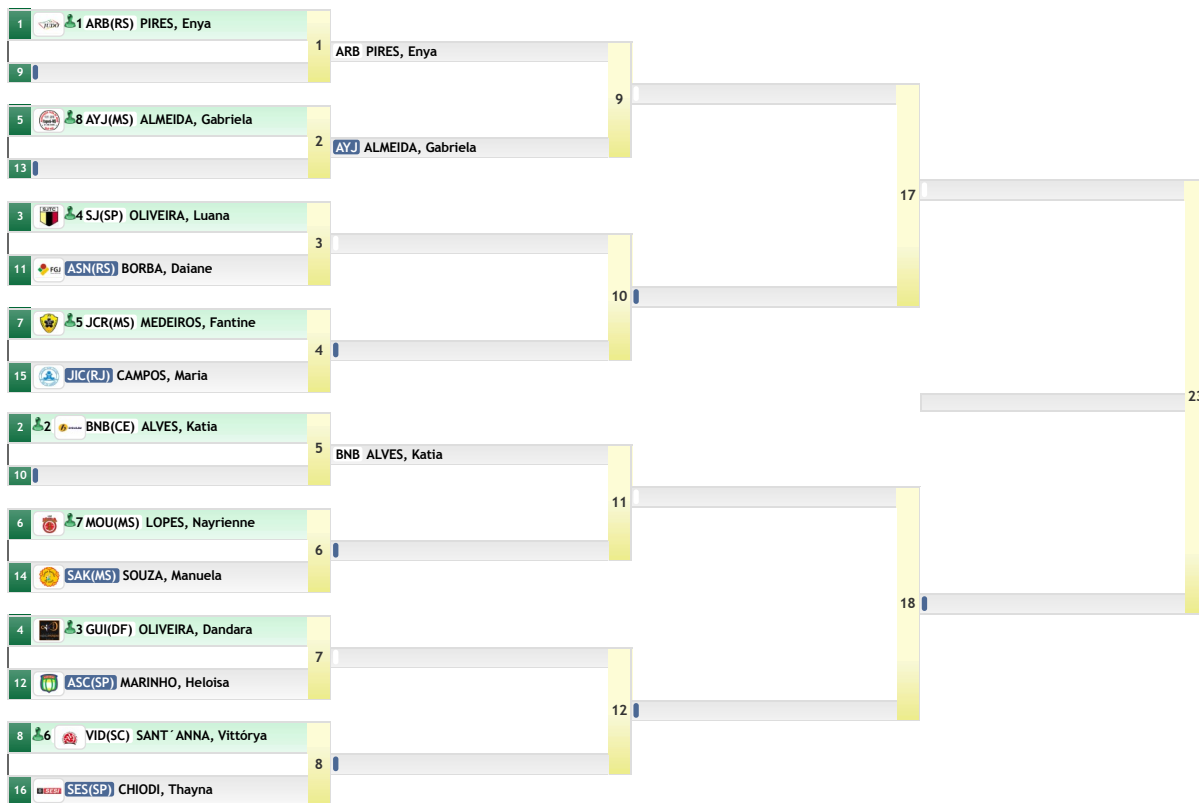 1 JUDÔ 1 ARB(RS) PIRES, Enya
1
ARB PIRES, Enya
9
5 8 AYJ(MS) ALMEIDA, Gabriela
2
AYJ ALMEIDA, Gabriela
13
9
17
3 4 SJ(SP) OLIVEIRA, Luana
3
11 FGJ ASN(RS) BORBA, Daiane
10
7 5 JCR(MS) MEDEIROS, Fantine
4
15 JIC(RJ) CAMPOS, Maria
23
2 2 BNB(CE) ALVES, Katia
5
BNB ALVES, Katia
10
11
6 7 MOU(MS) LOPES, Nayrienne
6
14 SAK(MS) SOUZA, Manuela
18
4 3 GUI(DF) OLIVEIRA, Dandara
7
12 ASC(SP) MARINHO, Heloisa
12
8 6 VID(SC) SANT´ANNA, Vittórya
8
16 SESI SES(SP) CHIODI, Thayna